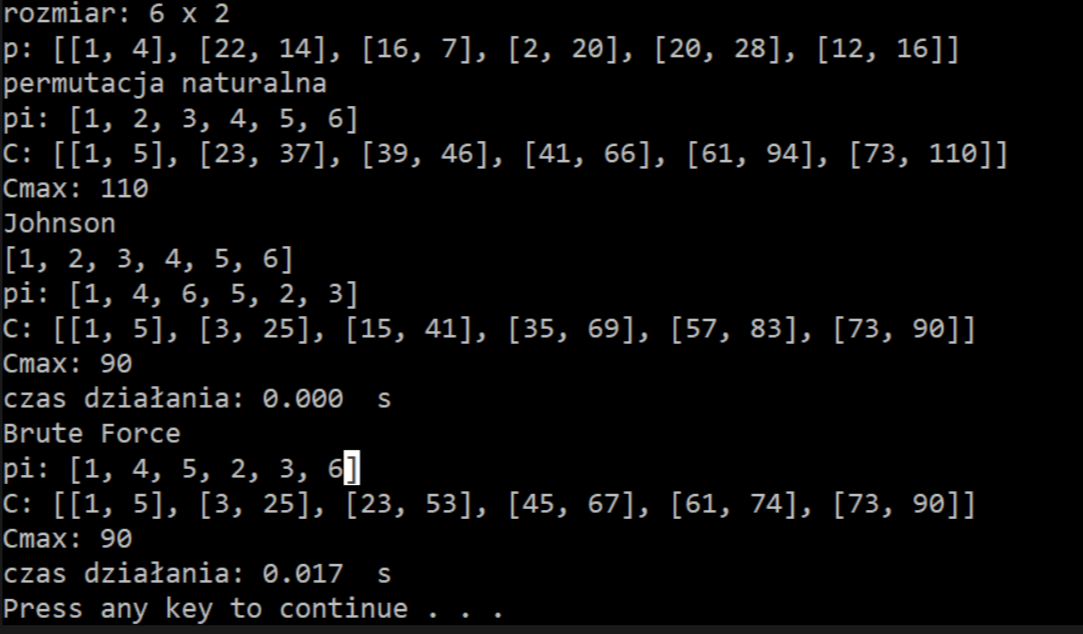 rozmiar: 6 x 2
p: [[1, 4], [22, 14], [16, 7], [2, 20], [20, 28], [12, 16]]
permutacja naturalna
pi: [1, 2, 3, 4, 5, 6]
C: [[1, 5], [23, 37], [39, 46], [41, 66], [61, 94], [73, 110]]
Cmax: 110
Johnson
[1, 2, 3, 4, 5, 6]
pi: [1, 4, 6, 5, 2, 3]
C: [[1, 5], [3, 25], [15, 41], [35, 69], [57, 83], [73, 90]]
Cmax: 90
czas działania: 0.000  s
Brute Force
pi: [1, 4, 5, 2, 3, 6]
C: [[1, 5], [3, 25], [23, 53], [45, 67], [61, 74], [73, 90]]
Cmax: 90
czas działania: 0.017  s
Press any key to continue . . .